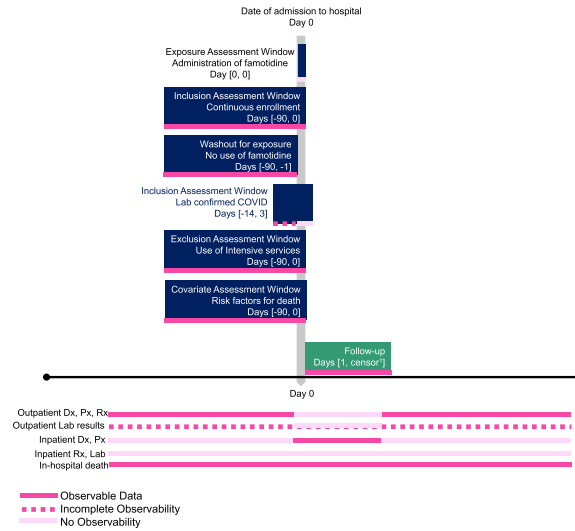 Date of admission to hospital
Day 0
Exposure Assessment Window
Administration of famotidine
Day [0, 0]
Inclusion Assessment Window
Continuous enrollment
Days [-90, 0]
Washout for exposure
No use of famotidine
Days [-90, -1]
Inclusion Assessment Window
Lab confirmed COVID
Days [-14, 3]
Exclusion Assessment Window
Use of Intensive services
Days [-90, 0]
Covariate Assessment Window
Risk factors for death
Days [-90, 0]
Follow-up
Days [1, censor¹]
Day 0
Outpatient Dx, Px, Rx
Outpatient Lab results
Inpatient Dx, Px
Inpatient Rx, Lab
In-hospital death
Observable Data
Incomplete Observability
No Observability